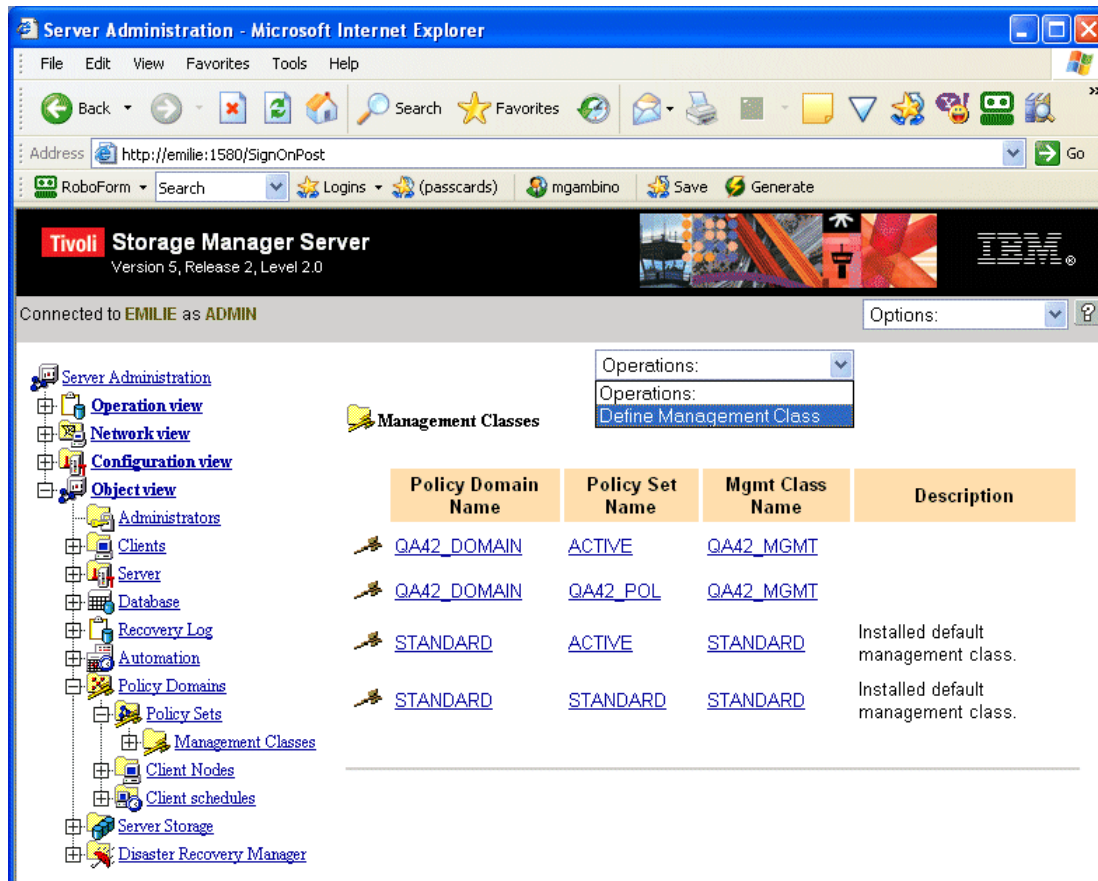 Server Administration - Microsoft Internet Explorer
File Edit View Favorites Tools Help
Back Search Favorites
Address http://emilie:1580/SignOnPost Go
RoboForm Search Logins (passcards) mgambino Save Generate
Tivoli Storage Manager Server
Version 5, Release 2, Level 2.0
IBM®
Connected to EMILIE as ADMIN
Options:
Server Administration
Operation view
Network view
Configuration view
Object view
Administrators
Clients
Server
Database
Recovery Log
Automation
Policy Domains
Policy Sets
Management Classes
Client Nodes
Client schedules
Server Storage
Disaster Recovery Manager
Operations:
Operations:
Define Management Class
Management Classes
Policy Domain Name Policy Set Name Mgmt Class Name Description
QA42_DOMAIN ACTIVE QA42_MGMT
QA42_DOMAIN QA42_POL QA42_MGMT
STANDARD ACTIVE STANDARD Installed default management class.
STANDARD STANDARD STANDARD Installed default management class.